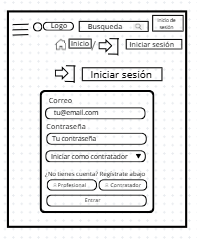 Logo Busqueda Inicio de sesión
Inicio / Iniciar sesión
Iniciar sesión
Correo
tu@email.com
Contraseña
Tu contraseña
Iniciar como contratador
¿No tienes cuenta? Regístrate abajo
Profesional Contratador
Entrar